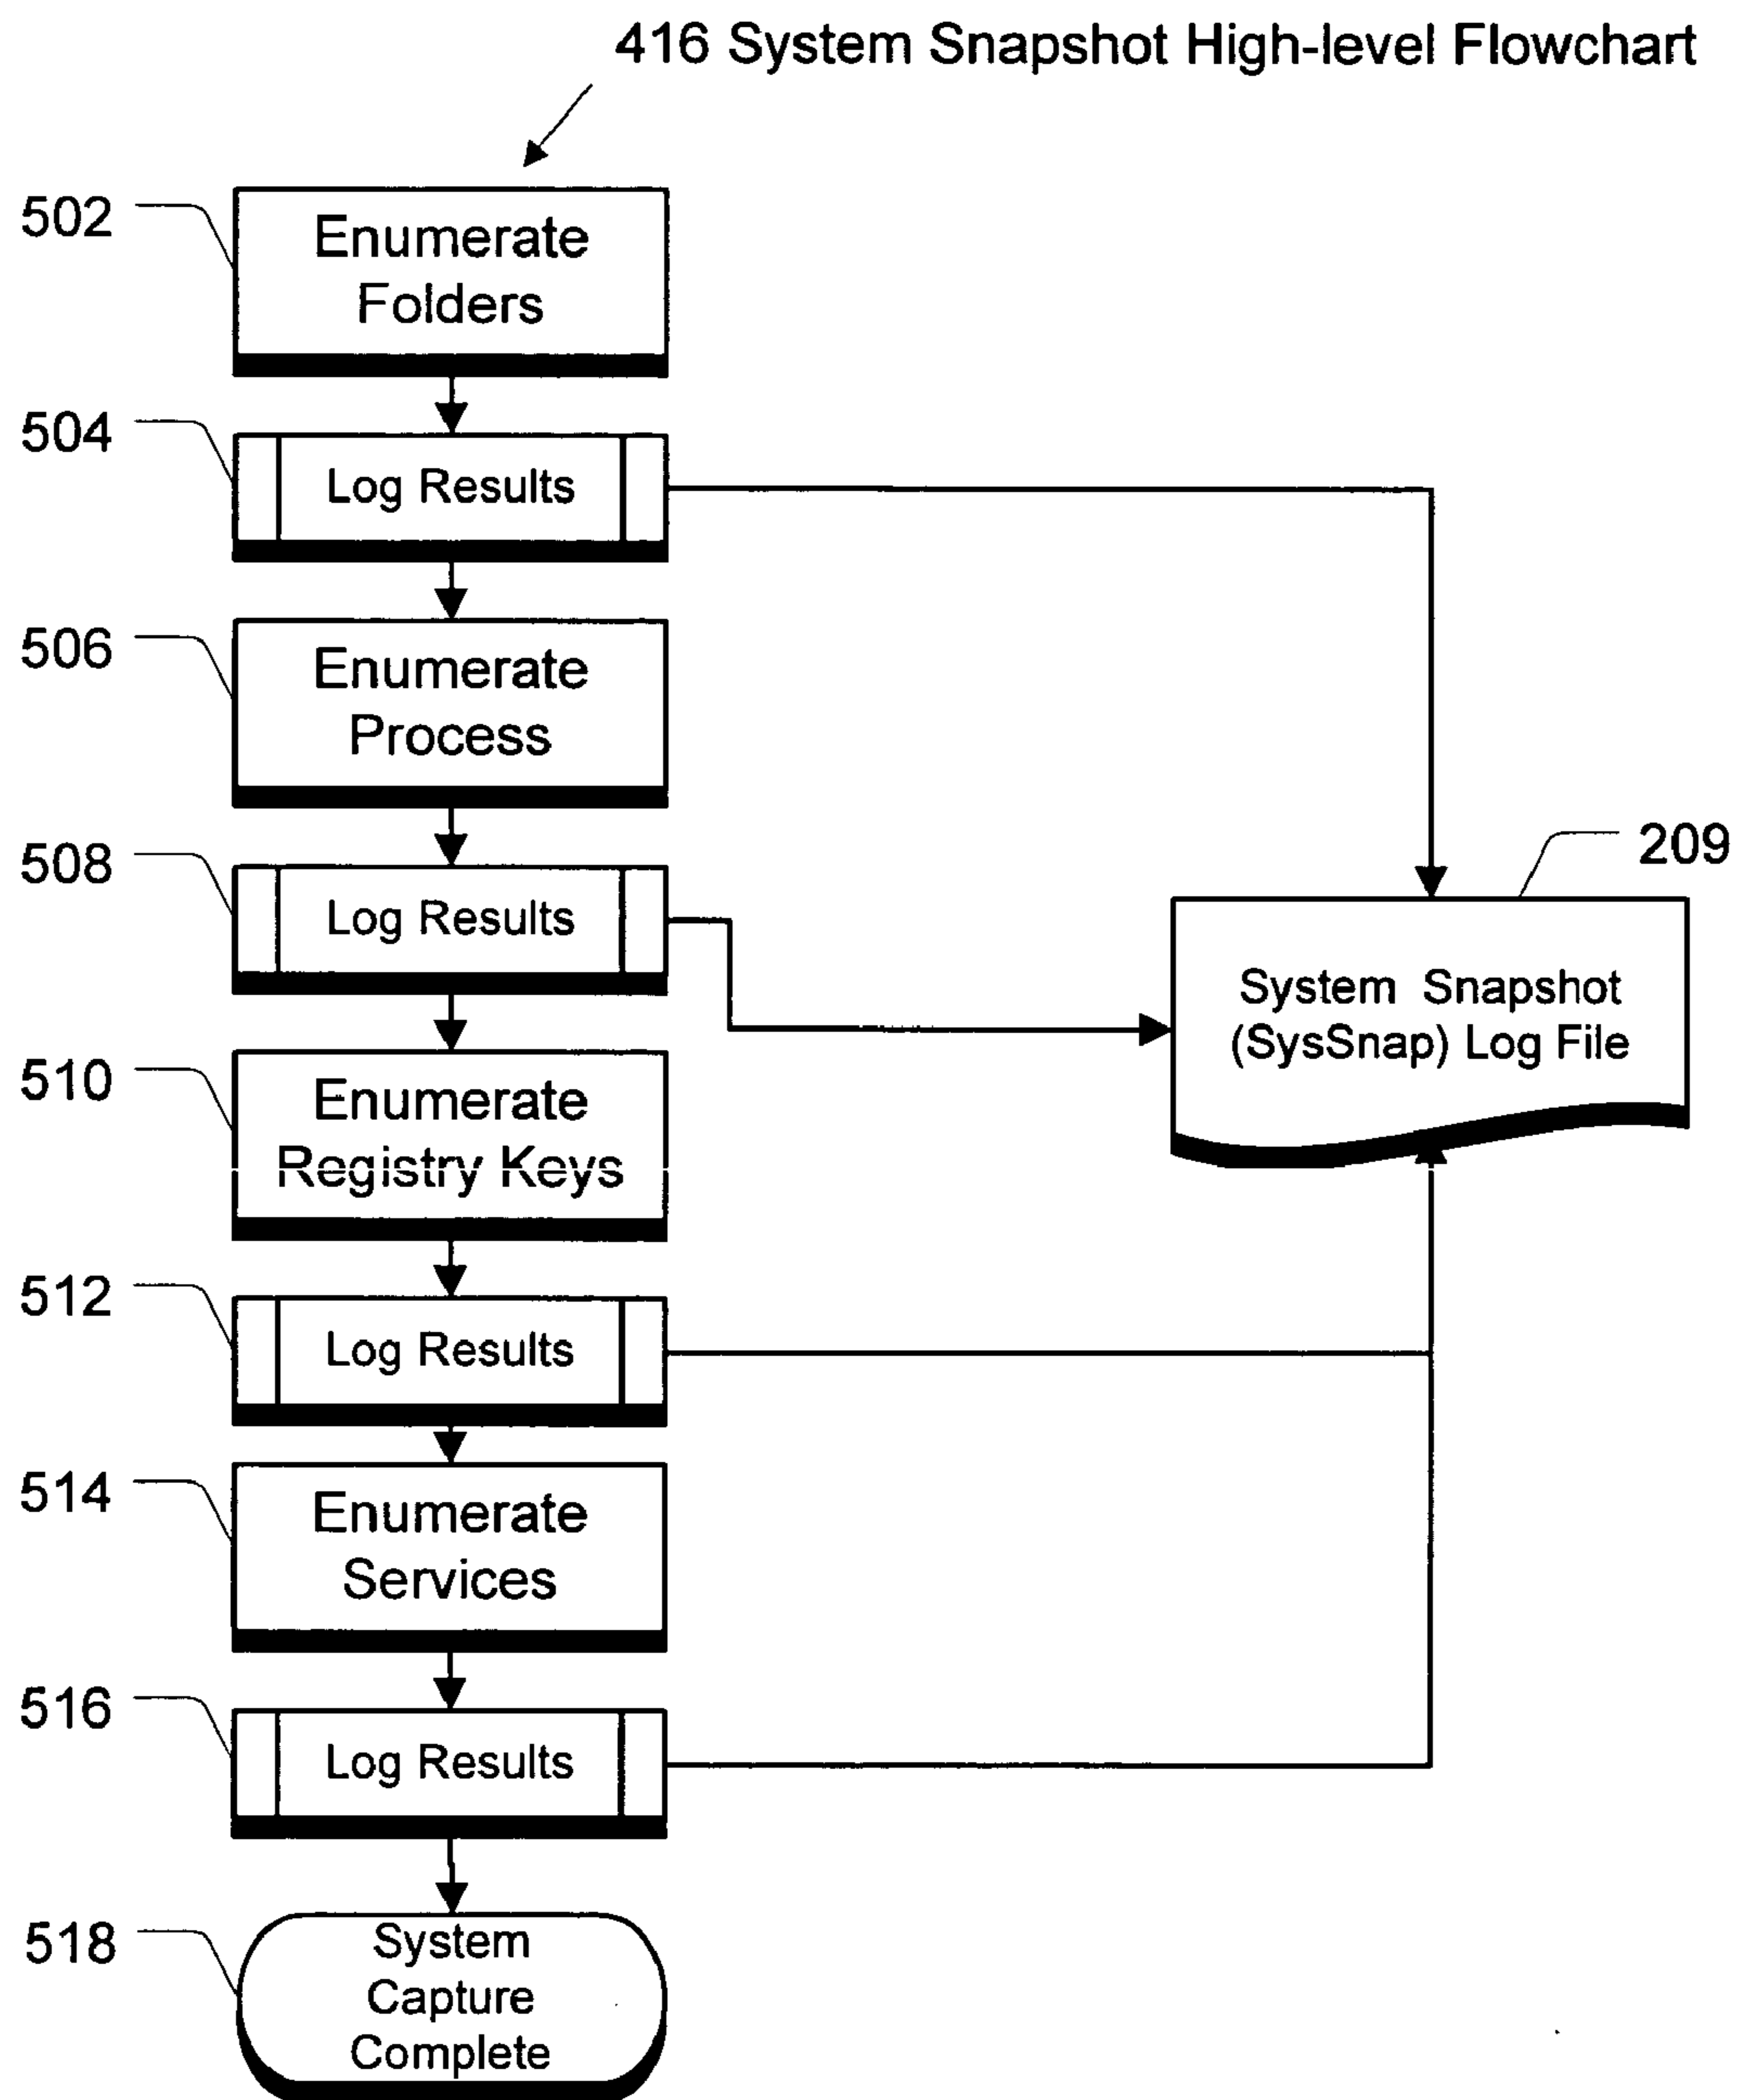 416 System Snapshot High-level Flowchart
502
Enumerate
Folders
504
Log Results
506
Enumerate
Process
508
Log Results
209
System Snapshot
(SysSnap) Log File
510
Enumerate
Registry Keys
512
Log Results
514
Enumerate
Services
516
Log Results
518
System
Capture
Complete